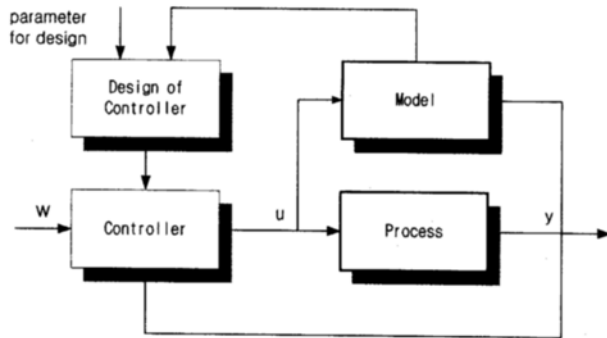 parameter
for design
Design of
Controller
Model
W
Controller
u
Process
y